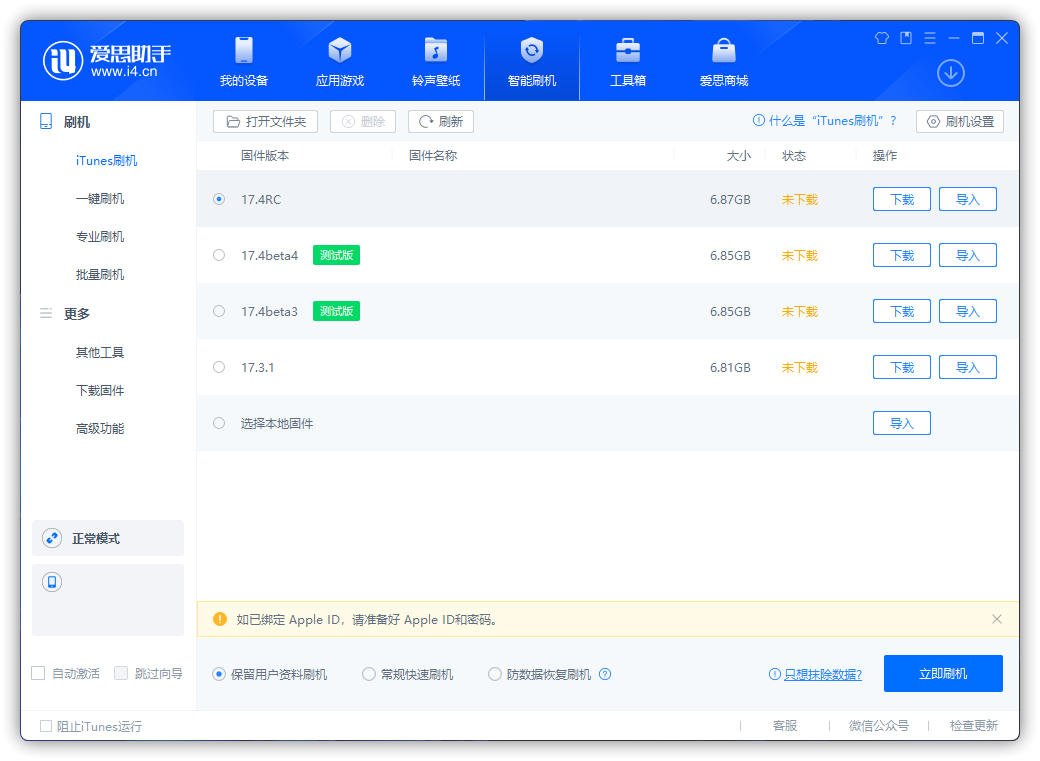 爱思助手
www.i4.cn
我的设备
应用游戏
铃声壁纸
智能刷机
工具箱
爱思商城
刷机
iTunes刷机
一键刷机
专业刷机
批量刷机
更多
其他工具
下载固件
高级功能
正常模式
自动激活 跳过向导
打开文件夹 删除 刷新 什么是“iTunes刷机”? 刷机设置
固件版本 固件名称 大小 状态 操作
17.4RC 6.87GB 未下载 下载 导入
17.4beta4 测试版 6.85GB 未下载 下载 导入
17.4beta3 测试版 6.85GB 未下载 下载 导入
17.3.1 6.81GB 未下载 下载 导入
选择本地固件 导入
如已绑定 Apple ID，请准备好 Apple ID和密码。
保留用户资料刷机 常规快速刷机 防数据恢复刷机 只想抹除数据? 立即刷机
阻止iTunes运行 客服 微信公众号 检查更新